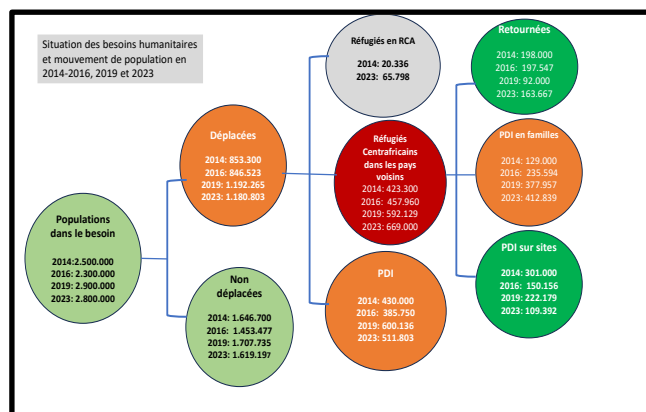 Situation des besoins humanitaires
et mouvement de population en
2014-2016, 2019 et 2023
Populations
dans le besoin
2014:2.500.000
2016: 2.300.000
2019: 2.900.000
2023: 2.800.000
Déplacées
2014: 853.300
2016: 846.523
2019: 1.192.265
2023: 1.180.803
Non
déplacées
2014: 1.646.700
2016: 1.453.477
2019: 1.707.735
2023: 1.619.197
Réfugiés en RCA
2014: 20.336
2023: 65.798
Réfugiés
Centrafricains
dans les pays
voisins
2014: 423.300
2016: 457.960
2019: 592.129
2023: 669.000
PDI
2014: 430.000
2016: 385.750
2019: 600.136
2023: 511.803
Retournées
2014: 198.000
2016: 197.547
2019: 92.000
2023: 163.667
PDI en familles
2014: 129.000
2016: 235.594
2019: 377.957
2023: 412.839
PDI sur sites
2014: 301.000
2016: 150.156
2019: 222.179
2023: 109.392